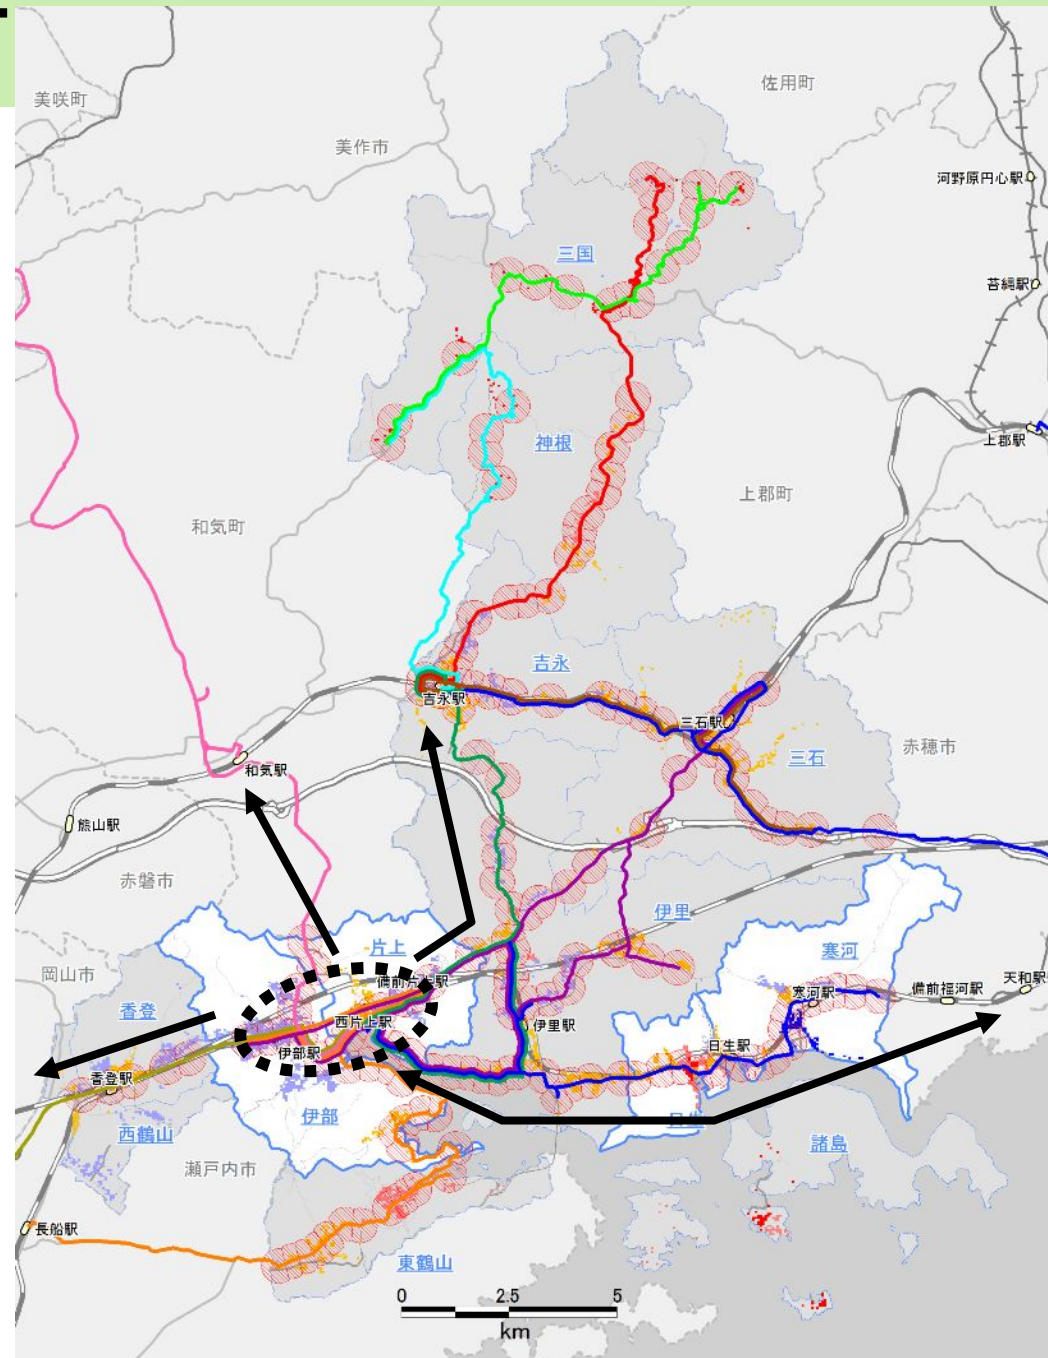 佐用町
美咲町
美作市
河野原円心駅
三国
苔縄駅
上郡駅
神根
上郡町
和気町
吉永
吉永駅
三石駅
赤穂市
三石
和気駅
熊山駅
赤磐市
伊里
片上
寒河
岡山市
備前片上駅
天和駅
備前福河駅
寒河駅
香登
西片上駅
伊里駅
日生駅
伊部駅
香登駅
伊部
日生
西鶴山
諸島
瀬戸内市
長船駅
東鶴山
0 2.5 5
km